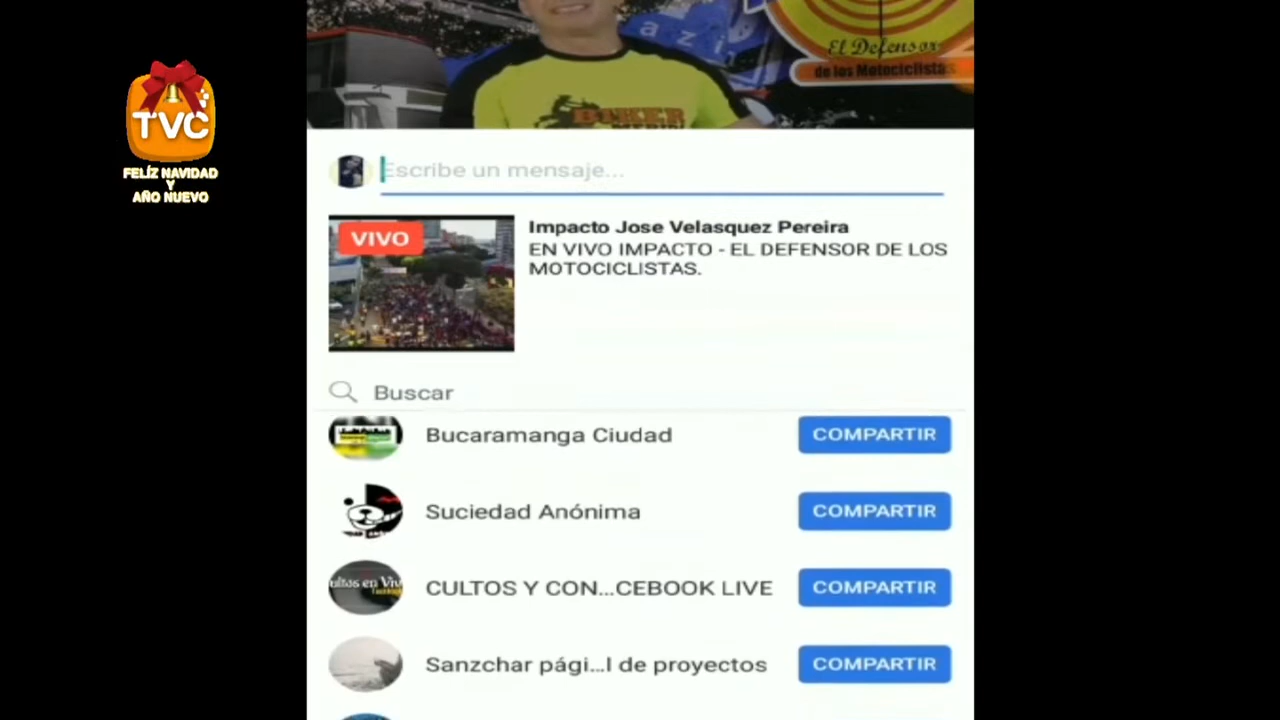 El Defensor
de los Motociclistas
BIKER
TVC
FELÍZ NAVIDAD
Y
AÑO NUEVO
Escribe un mensaje...
VIVO
Impacto Jose Velasquez Pereira
EN VIVO IMPACTO - EL DEFENSOR DE LOS
MOTOCICLISTAS.
Buscar
Bucaramanga Ciudad COMPARTIR
Suciedad Anónima COMPARTIR
CULTOS Y CON...CEBOOK LIVE COMPARTIR
Sanzchar pági...l de proyectos COMPARTIR